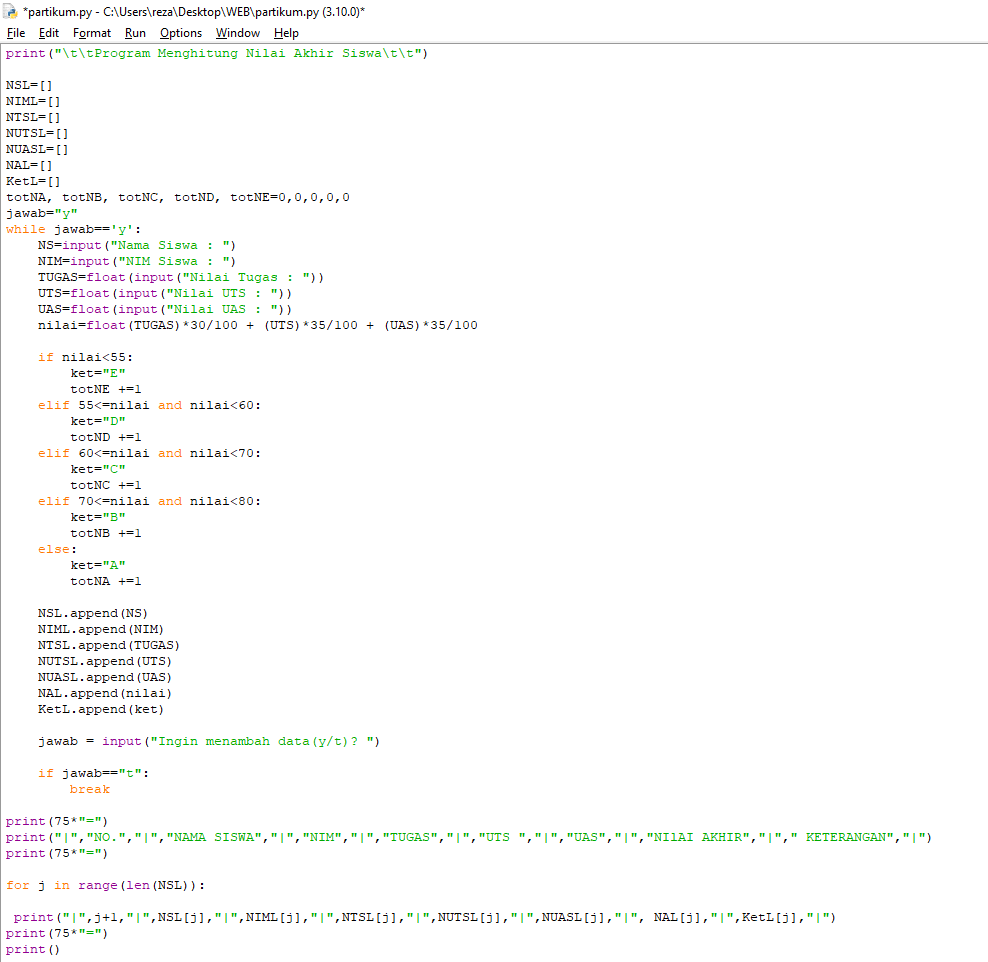 *partikum.py - C:\Users\reza\Desktop\WEB\partikum.py (3.10.0)*
File Edit Format Run Options Window Help
print("\t\tProgram Menghitung Nilai Akhir Siswa\t\t")
NSL=[]
NIML=[]
NTSL=[]
NUTSL=[]
NUASL=[]
NAL=[]
KetL=[]
totNA, totNB, totNC, totND, totNE=0,0,0,0,0
jawab="y"
while jawab=='y':
    NS=input("Nama Siswa : ")
    NIM=input("NIM Siswa : ")
    TUGAS=float(input("Nilai Tugas : "))
    UTS=float(input("Nilai UTS : "))
    UAS=float(input("Nilai UAS : "))
    nilai=float(TUGAS)*30/100 + (UTS)*35/100 + (UAS)*35/100
    if nilai<55:
        ket="E"
        totNE +=1
    elif 55<=nilai and nilai<60:
        ket="D"
        totND +=1
    elif 60<=nilai and nilai<70:
        ket="C"
        totNC +=1
    elif 70<=nilai and nilai<80:
        ket="B"
        totNB +=1
    else:
        ket="A"
        totNA +=1
    NSL.append(NS)
    NIML.append(NIM)
    NTSL.append(TUGAS)
    NUTSL.append(UTS)
    NUASL.append(UAS)
    NAL.append(nilai)
    KetL.append(ket)
    jawab = input("Ingin menambah data(y/t)? ")
    if jawab=="t":
        break
print(75*"=")
print("|","NO.","|","NAMA SISWA","|","NIM","|","TUGAS","|","UTS ","|","UAS","|","NIlAI AKHIR","|"," KETERANGAN","|")
print(75*"=")
for j in range(len(NSL)):
 print("|",j+1,"|",NSL[j],"|",NIML[j],"|",NTSL[j],"|",NUTSL[j],"|",NUASL[j],"|", NAL[j],"|",KetL[j],"|")
print(75*"=")
print()